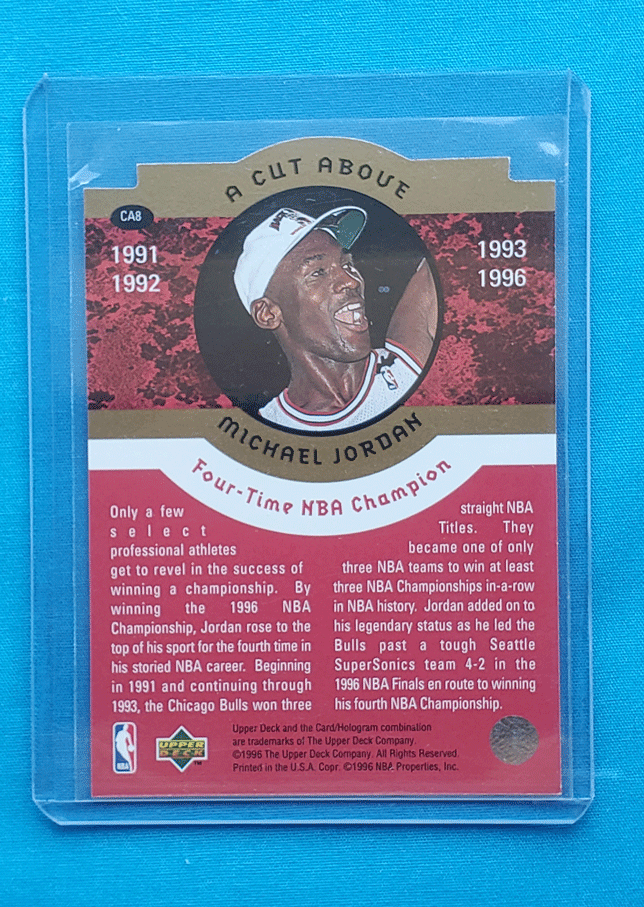 A CUT ABOVE
CA8
1991
1992
1993
1996
MICHAEL JORDAN
Four-Time NBA Champion
Only a few
select
professional athletes
get to revel in the success of
winning a championship. By
winning the 1996 NBA
Championship, Jordan rose to the
top of his sport for the fourth time in
his storied NBA career. Beginning
in 1991 and continuing through
1993, the Chicago Bulls won three
straight NBA
Titles. They
became one of only
three NBA teams to win at least
three NBA Championships in-a-row
in NBA history. Jordan added on to
his legendary status as he led the
Bulls past a tough Seattle
SuperSonics team 4-2 in the
1996 NBA Finals en route to winning
his fourth NBA Championship.
NBA
UPPER
DECK
TM
Upper Deck and the Card/Hologram combination
are trademarks of The Upper Deck Company.
©1996 The Upper Deck Company. All Rights Reserved.
Printed in the U.S.A. Copr. ©1996 NBA Properties, Inc.